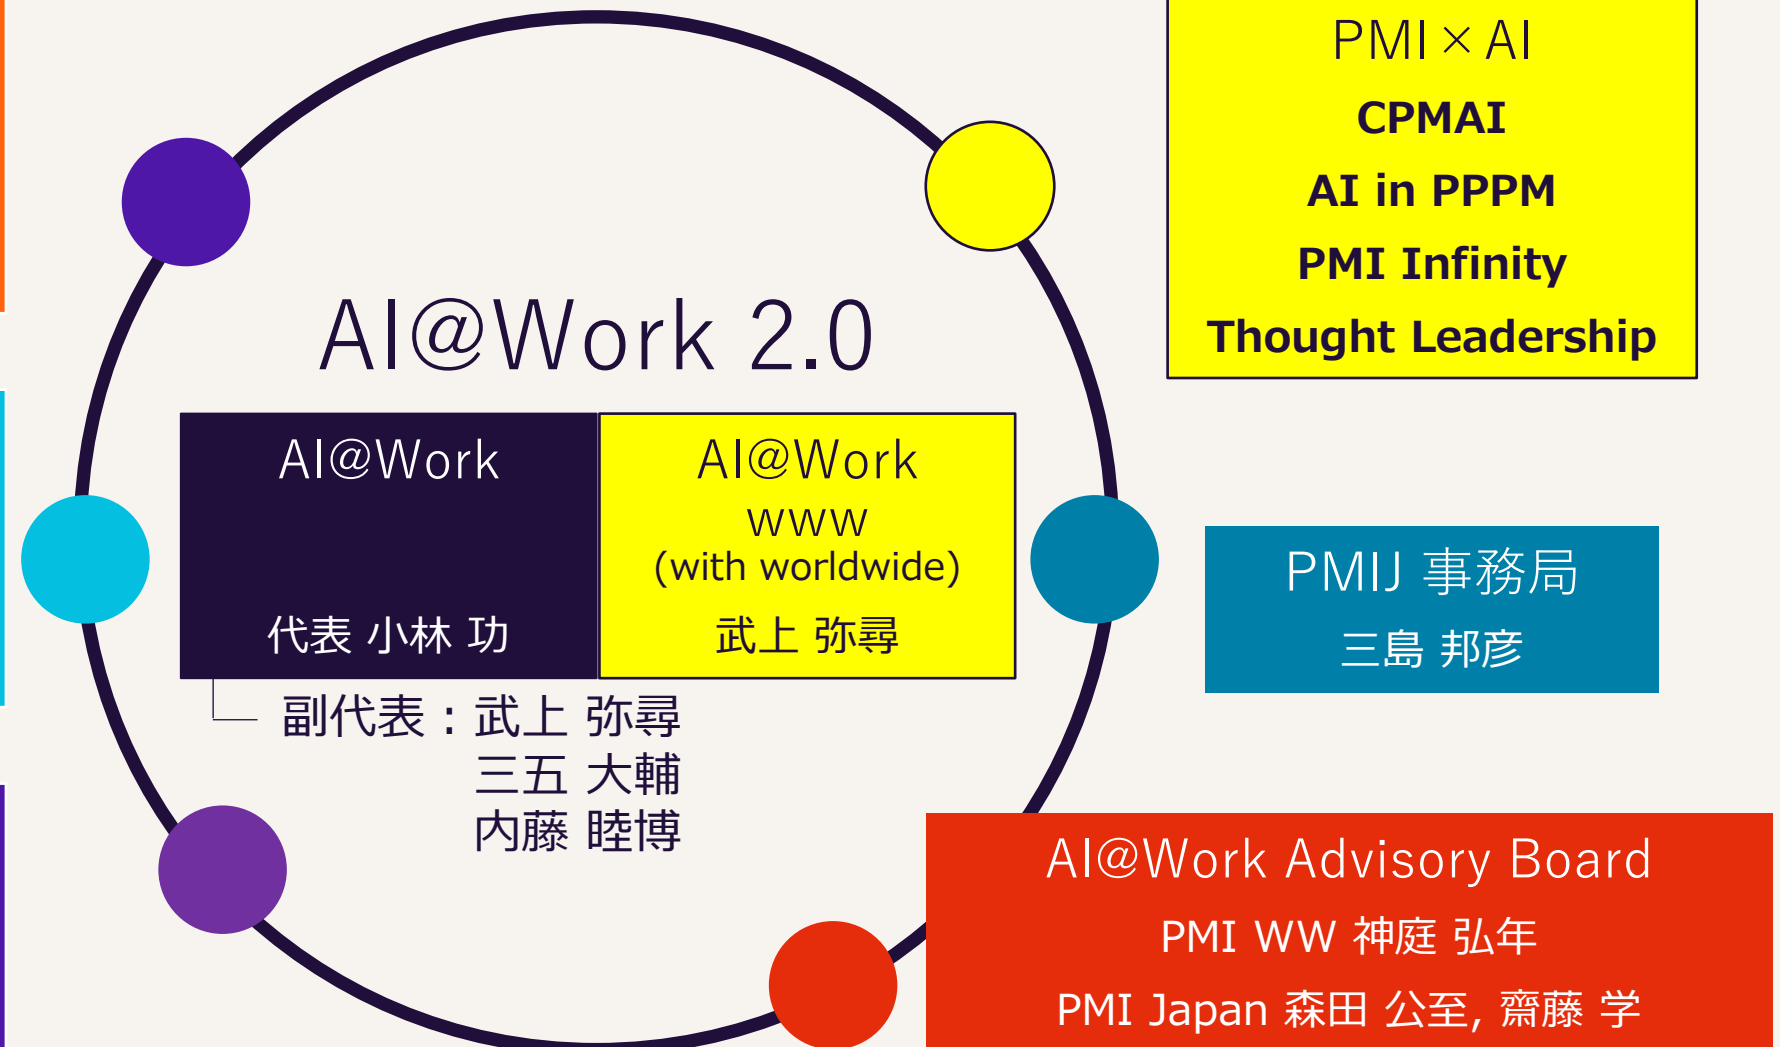 PMI×AI
CPMAI
AI in PPPM
PMI Infinity
Thought Leadership
AI@Work 2.0
AI@Work
代表 小林 功
AI@Work
WWW
(with worldwide)
武上 弥尋
副代表：武上 弥尋
三五 大輔
内藤 睦博
PMIJ 事務局
三島 邦彦
AI@Work Advisory Board
PMI WW 神庭 弘年
PMI Japan 森田 公至, 齋藤 学